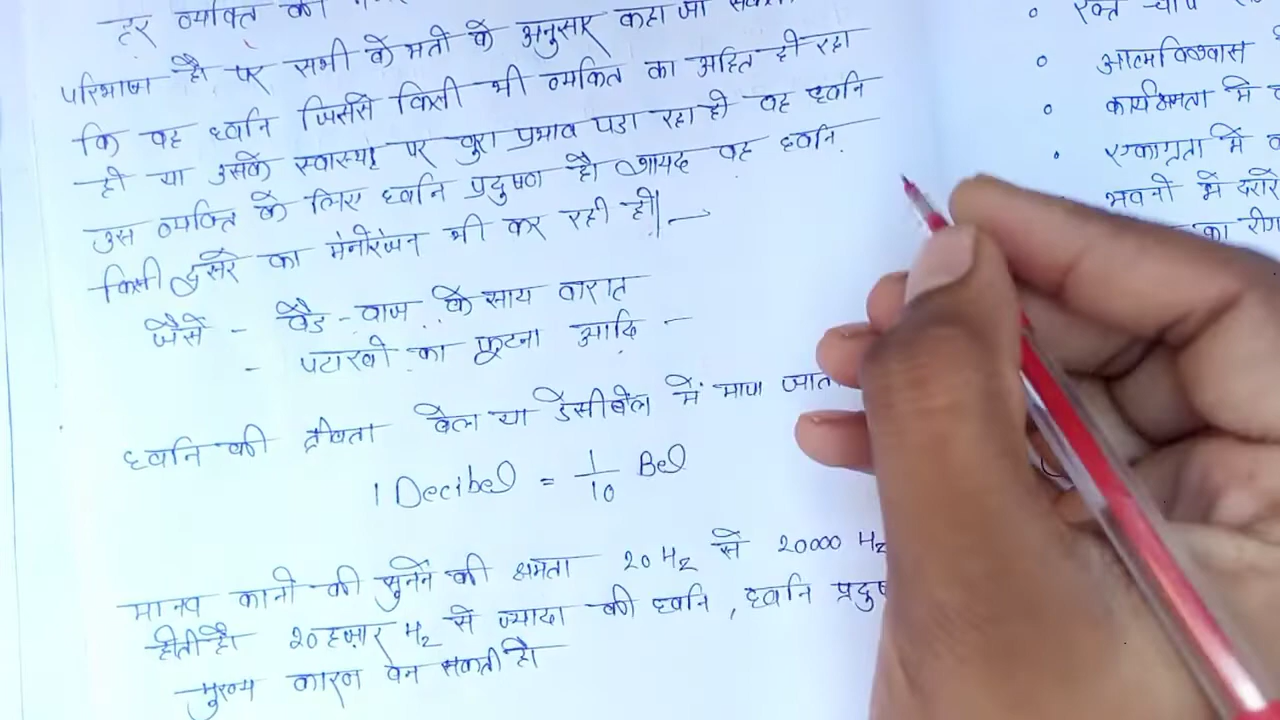 हर व्यक्ति की
परिभाषा है पर सभी के मतों के अनुसार कहा जा
कि वह ध्वनि जिससे किसी भी व्यकित का अहित हो रहा
हो या उसके स्वास्थ्य पर बुरा प्रभाव पडा रहा हो वह ध्वनि
उस व्यक्ति के लिए ध्वनि प्रदुषण है। शायद वह ध्वनि
किसी दुसरे का मंनोरंजन भी कर रही हो।
जैसे - बैंड-बाज के साथ बारात
- पटाखो का फूटना आदि -
ध्वनि की तीव्रता बेल या डेसीबेल में मापा जात
1 Decibel = 1/10 Bel
मानव कानो की सुनने की क्षमता 20 Hz से 20000 Hz
होती है। 20 हजार Hz से ज्यादा की ध्वनि, ध्वनि प्रदुष
मुख्य कारण बन सकती है।
रक्त चाप
आत्मविश्वास
कार्यक्षमता मे
एकाग्रता में
भवनो में दरारे
का